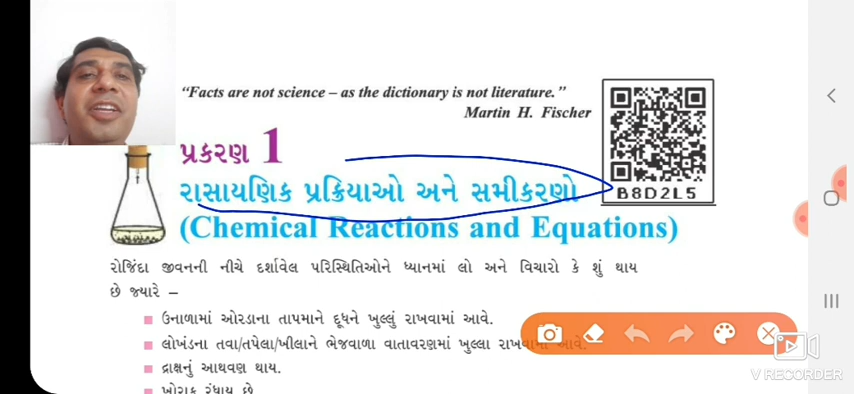 “Facts are not science – as the dictionary is not literature.”
Martin H. Fischer
B8D2L5
પ્રકરણ 1
રાસાયણિક પ્રક્રિયાઓ અને સમીકરણો
(Chemical Reactions and Equations)
રોજિંદા જીવનની નીચે દર્શાવેલ પરિસ્થિતિઓને ધ્યાનમાં લો અને વિચારો કે શું થાય
છે જ્યારે –
ઉનાળામાં ઓરડાના તાપમાને દૂધને ખુલ્લું રાખવામાં આવે.
લોખંડના તવા/તપેલા/ખીલાને ભેજવાળા વાતાવરણમાં ખુલ્લા રાખવામાં આવે.
દ્રાક્ષનું આથવણ થાય.
ખોરાક રંધાય છે
V RECORDER